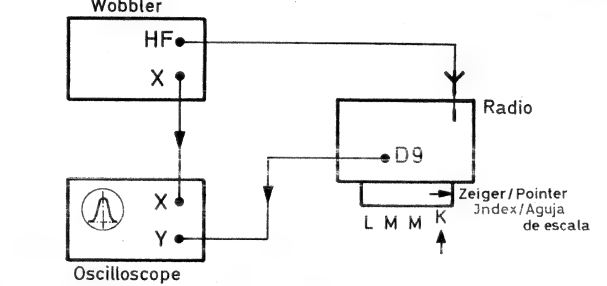 Wobbler
HF
X
Radio
D9
X
Y
Zeiger/Pointer
Jndex/Aguja
de escala
L M M K
Oscilloscope